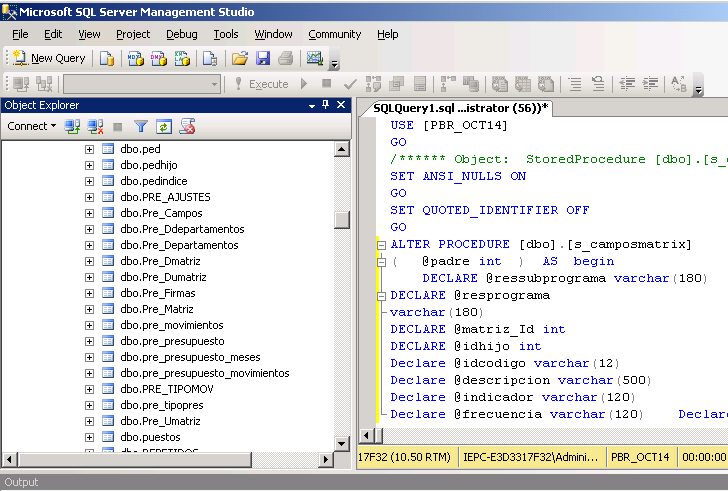 Microsoft SQL Server Management Studio
File Edit View Project Debug Tools Window Community Help
New Query
Execute
Object Explorer
Connect
dbo.ped
dbo.pedhijo
dbo.pedindice
dbo.PRE_AJUSTES
dbo.Pre_Campos
dbo.Pre_Ddepartamentos
dbo.Pre_Departamentos
dbo.Pre_Dmatriz
dbo.Pre_Dumatriz
dbo.Pre_Firmas
dbo.Pre_Matriz
dbo.pre_movimientos
dbo.pre_presupuesto
dbo.pre_presupuesto_meses
dbo.pre_presupuesto_movimientos
dbo.PRE_TIPOMOV
dbo.pre_tipopres
dbo.Pre_Umatriz
dbo.puestos
SQLQuery1.sql ...istrator (56))*
USE [PBR_OCT14]
GO
/****** Object:  StoredProcedure [dbo].[s_
SET ANSI_NULLS ON
GO
SET QUOTED_IDENTIFIER OFF
GO
ALTER PROCEDURE [dbo].[s_camposmatrix]
(   @padre int  )  AS  begin
DECLARE @ressubprograma varchar(180)
DECLARE @resprograma
varchar(180)
DECLARE @matriz_Id int
DECLARE @idhijo int
Declare @idcodigo varchar(12)
Declare @descripcion varchar(500)
Declare @indicador varchar(120)
Declare @frecuencia varchar(120)    Declar
17F32 (10.50 RTM) IEPC-E3D3317F32\Admini... PBR_OCT14 00:00:00
Output